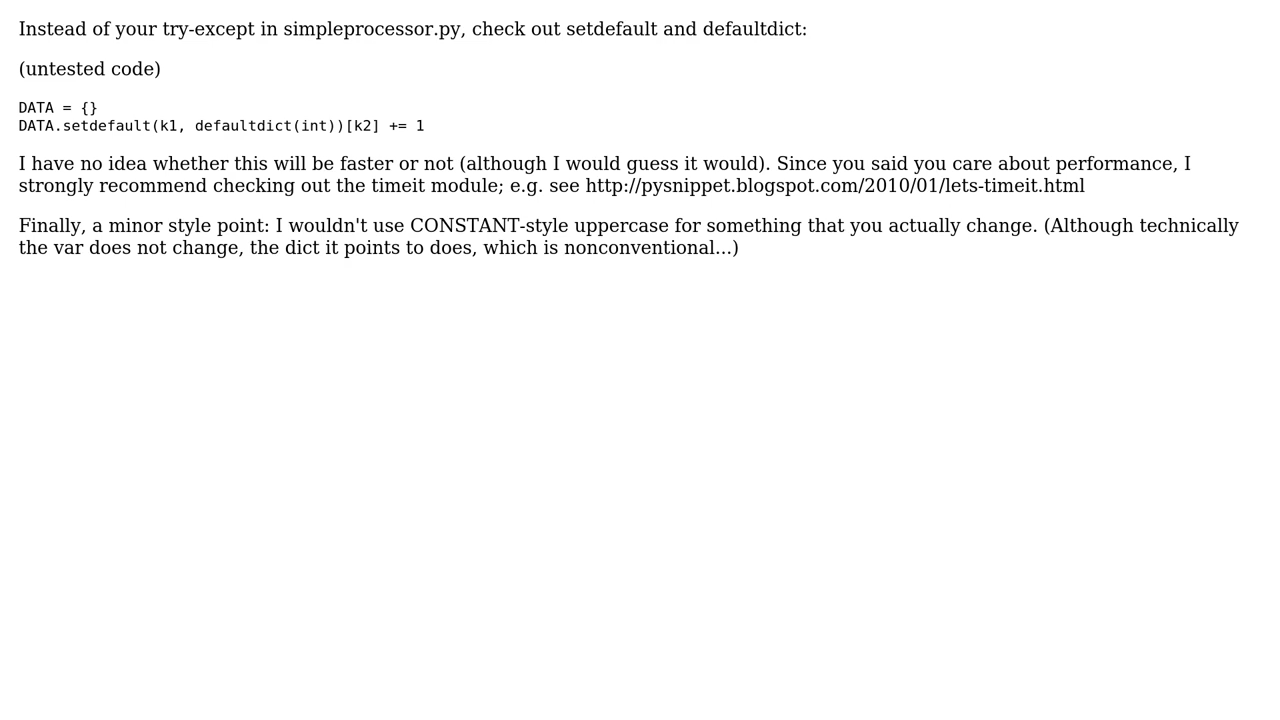 Instead of your try-except in simpleprocessor.py, check out setdefault and defaultdict:
(untested code)
DATA = {}
DATA.setdefault(k1, defaultdict(int))[k2] += 1
I have no idea whether this will be faster or not (although I would guess it would). Since you said you care about performance, I
strongly recommend checking out the timeit module; e.g. see http://pysnippet.blogspot.com/2010/01/lets-timeit.html
Finally, a minor style point: I wouldn't use CONSTANT-style uppercase for something that you actually change. (Although technically
the var does not change, the dict it points to does, which is nonconventional...)